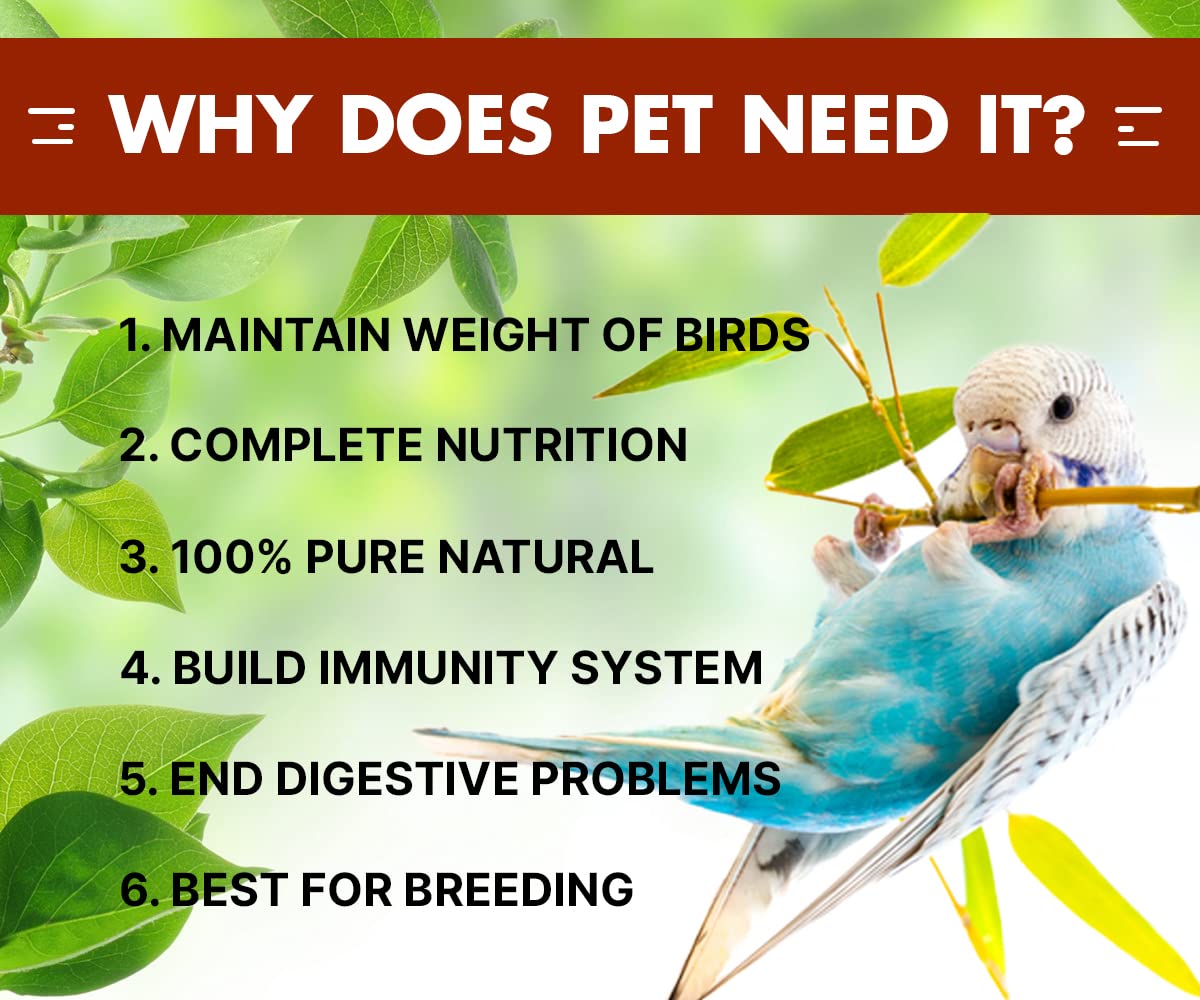 WHY DOES PET NEED IT?
1. MAINTAIN WEIGHT OF BIRDS
2. COMPLETE NUTRITION
3. 100% PURE NATURAL
4. BUILD IMMUNITY SYSTEM
5. END DIGESTIVE PROBLEMS
6. BEST FOR BREEDING